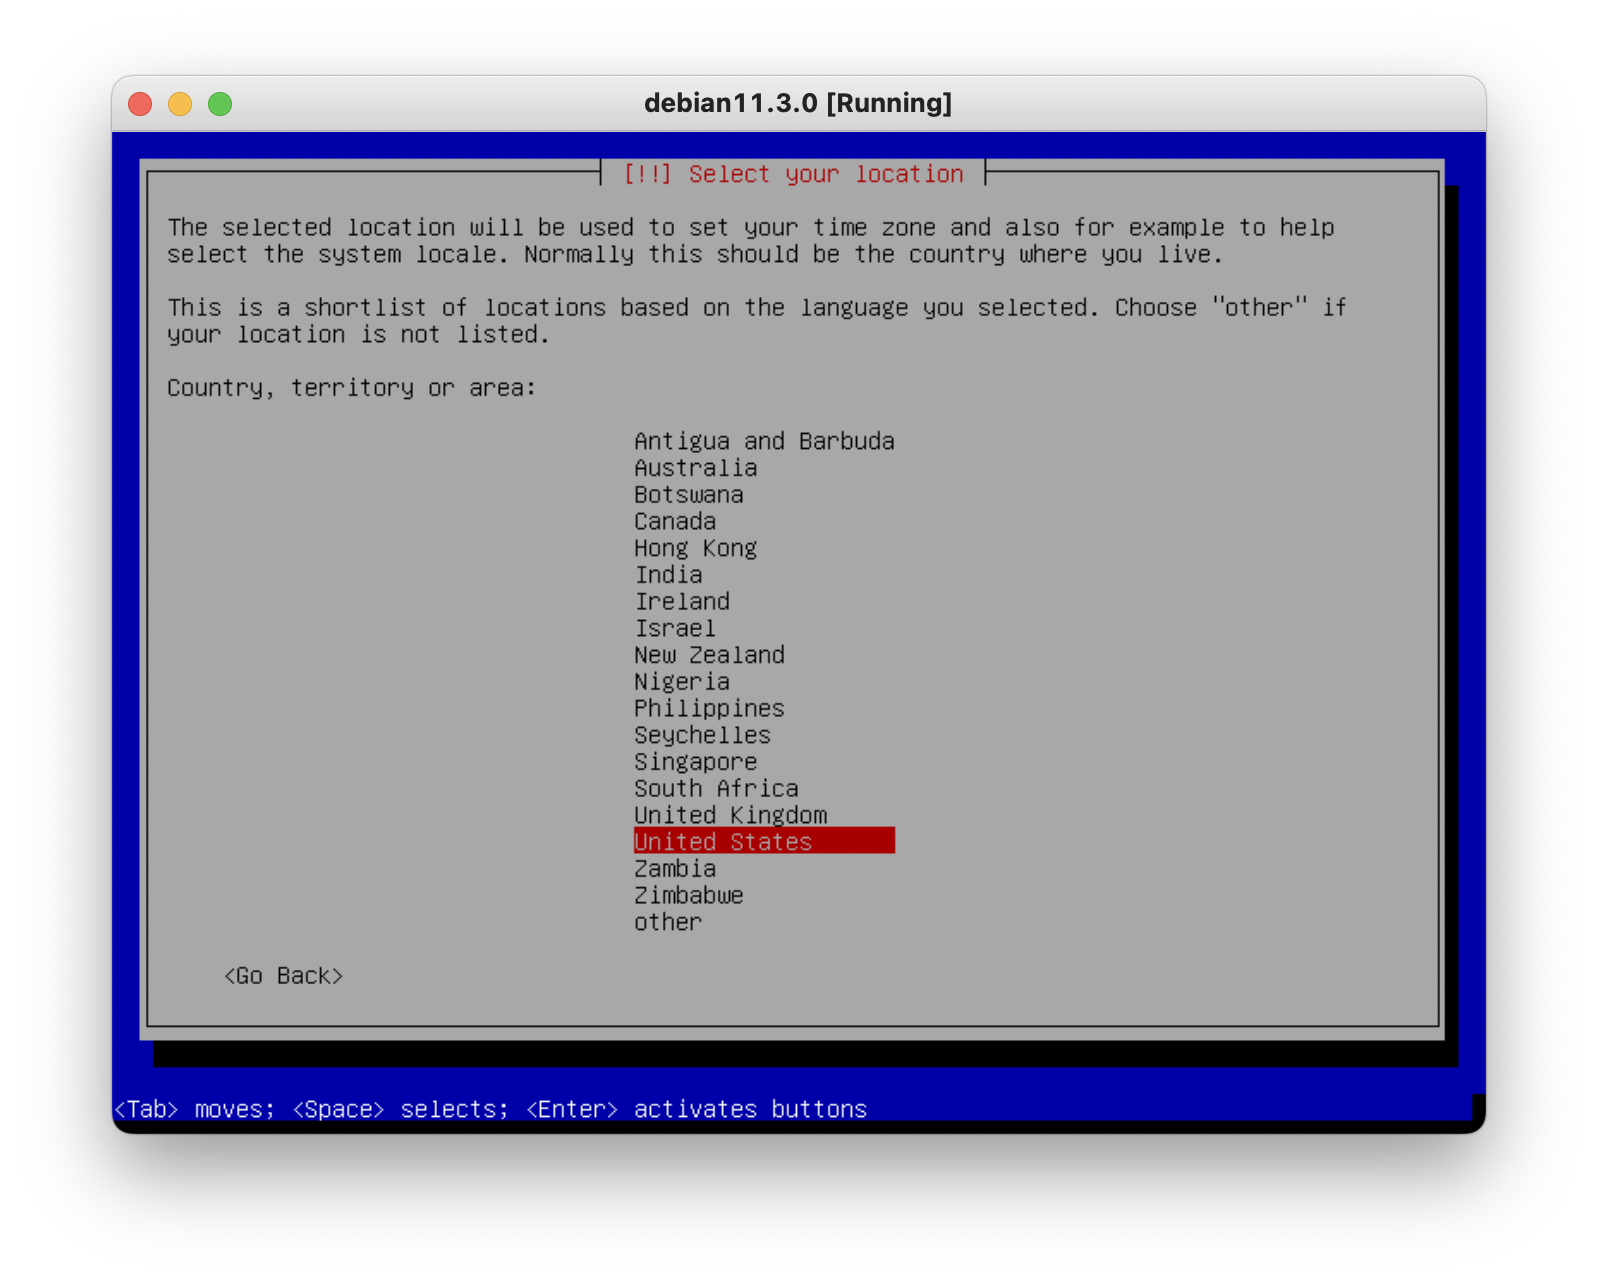 debian11.3.0 [Running]
[!!] Select your location
The selected location will be used to set your time zone and also for example to help
select the system locale. Normally this should be the country where you live.
This is a shortlist of locations based on the language you selected. Choose "other" if
your location is not listed.
Country, territory or area:
Antigua and Barbuda
Australia
Botswana
Canada
Hong Kong
India
Ireland
Israel
New Zealand
Nigeria
Philippines
Seychelles
Singapore
South Africa
United Kingdom
United States
Zambia
Zimbabwe
other
<Go Back>
<Tab> moves; <Space> selects; <Enter> activates buttons